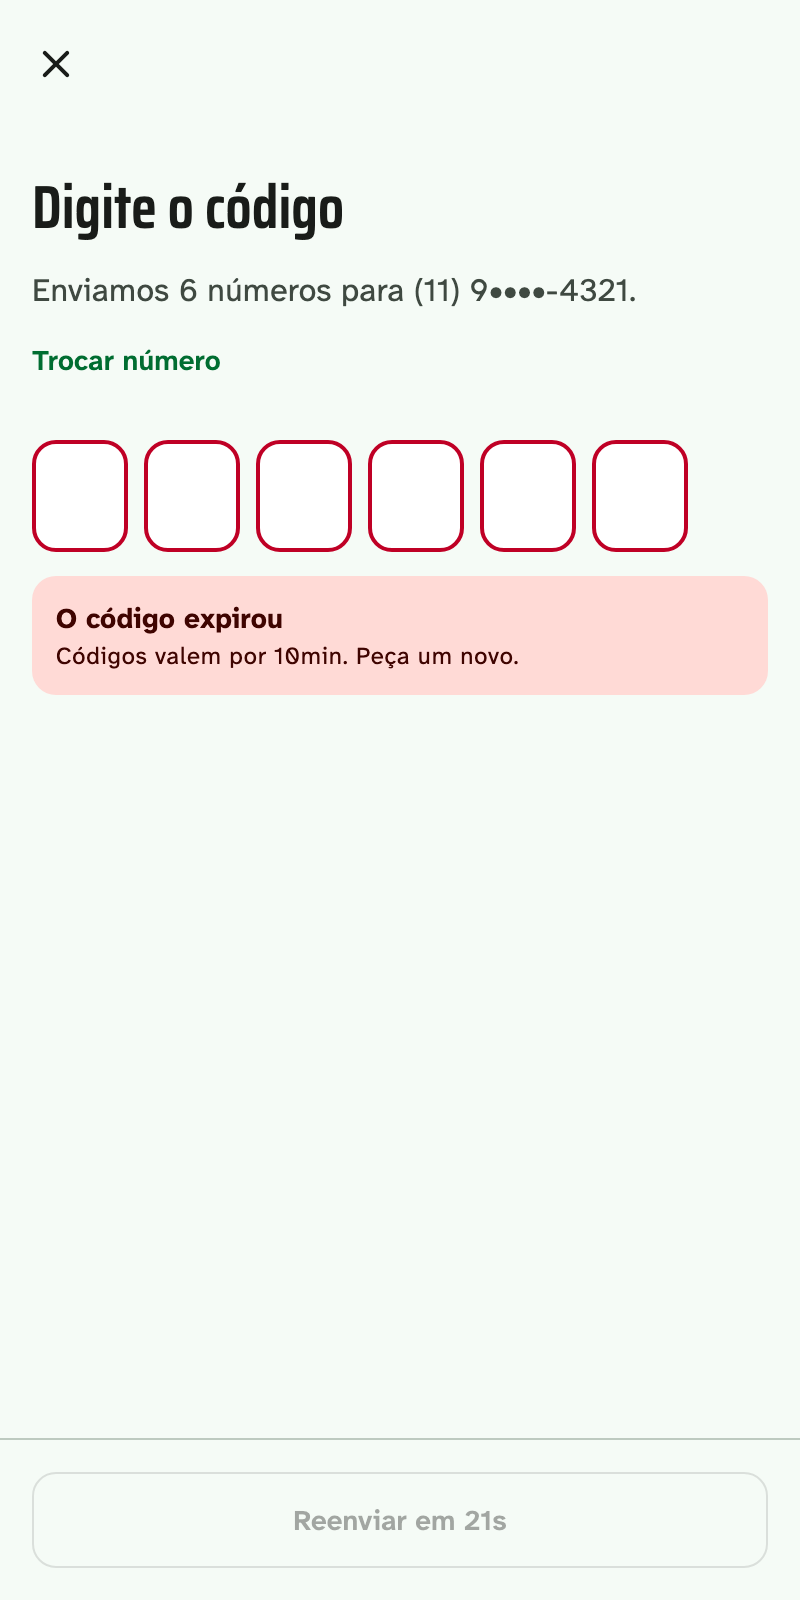 Digite o código
Enviamos 6 números para (11) 9••••-4321.
Trocar número
O código expirou
Códigos valem por 10min. Peça um novo.
Reenviar em 21s